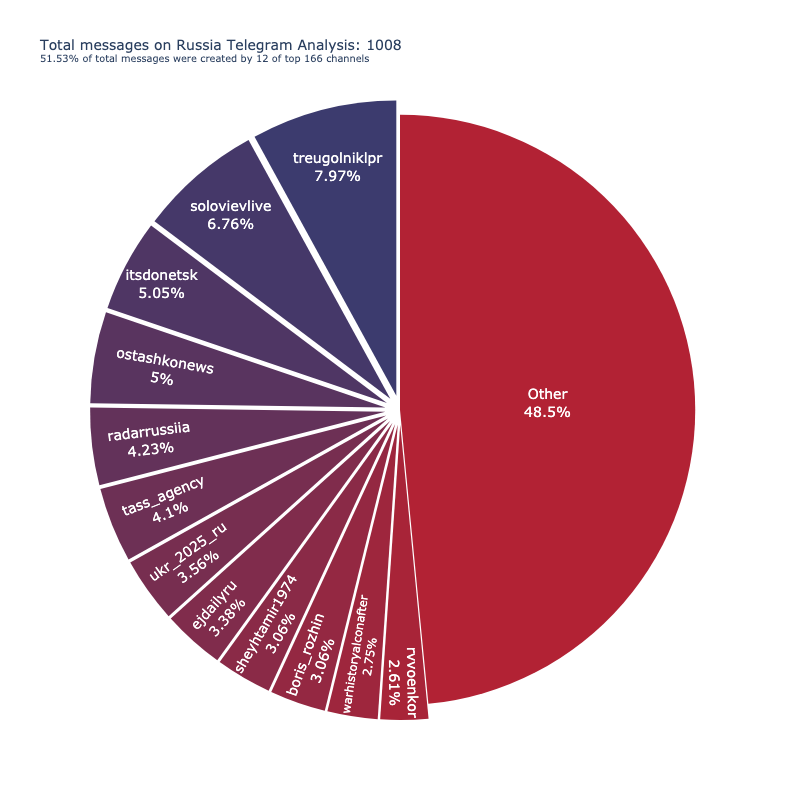 Total messages on Russia Telegram Analysis: 1008
51.53% of total messages were created by 12 of top 166 channels
treugolniklpr
7.97%
solovievlive
6.76%
itsdonetsk
5.05%
ostashkonews
5%
radarrussiia
4.23%
tass_agency
4.1%
ukr_2025_ru
3.56%
ejdailyru
3.38%
sheyhtamir1974
3.06%
boris_rozhin
3.06%
warhistoryalconafter
2.75%
rvvoenkor
2.61%
Other
48.5%